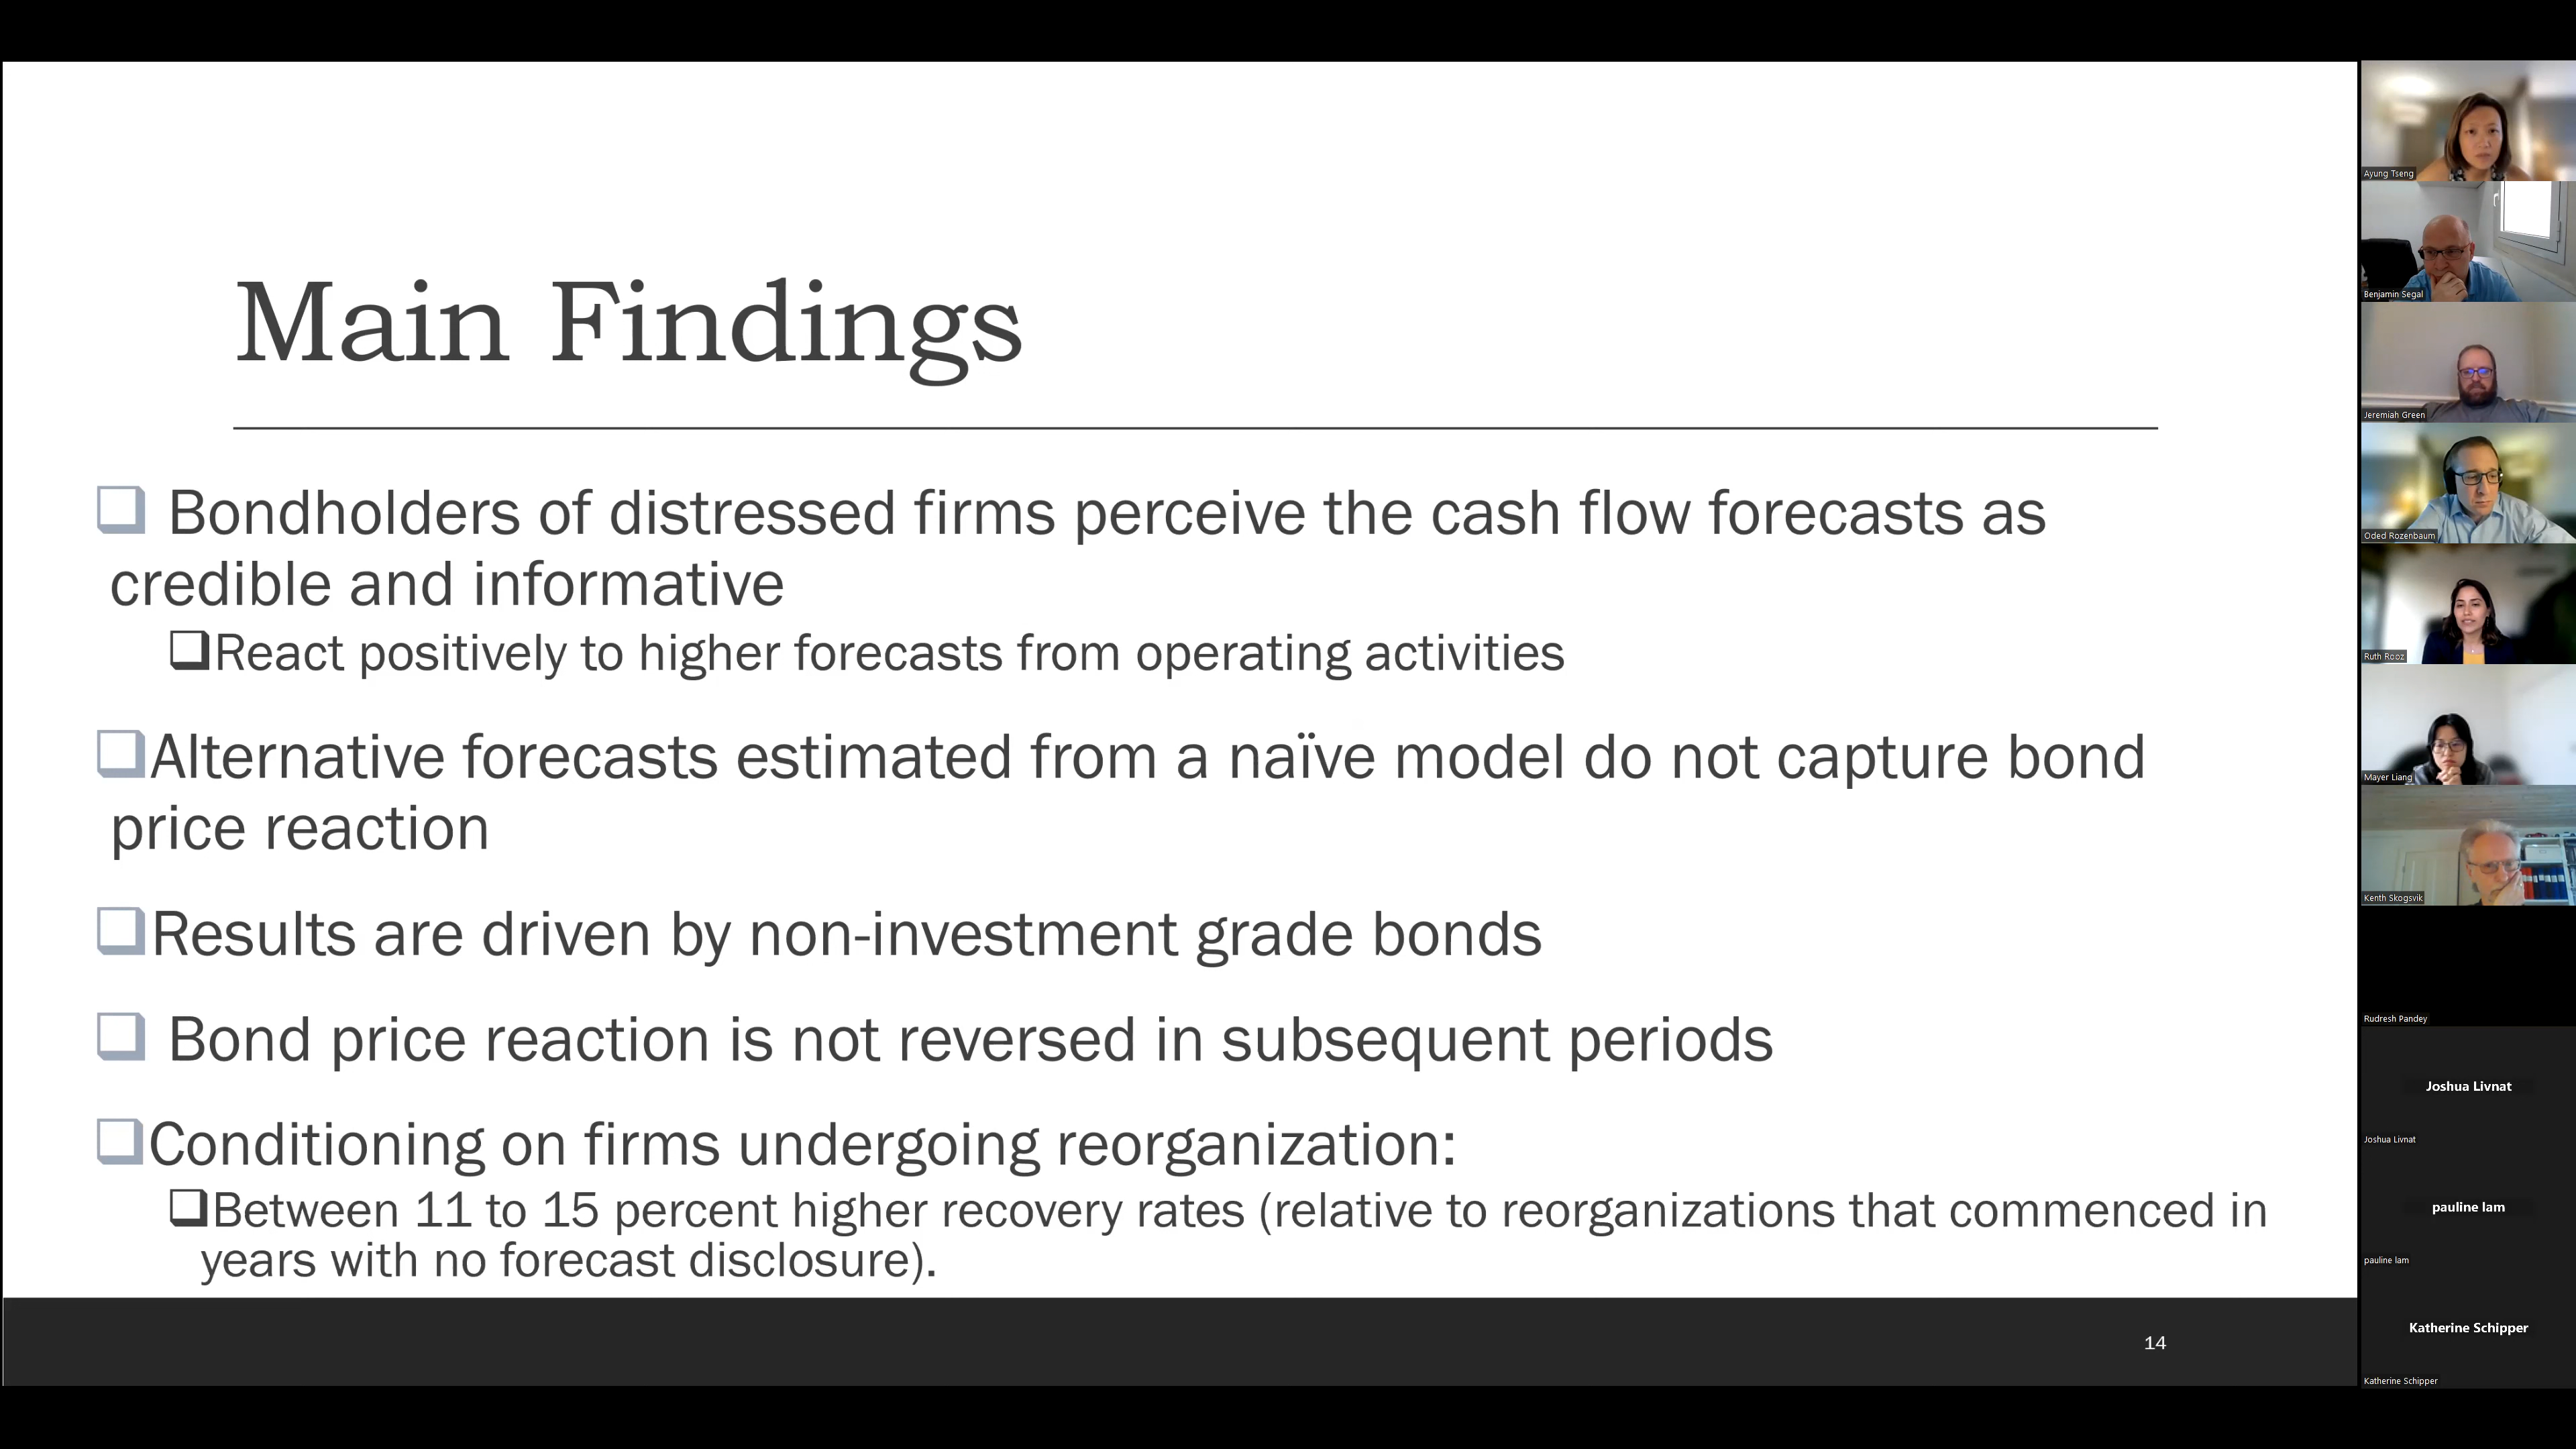 Main Findings
Bondholders of distressed firms perceive the cash flow forecasts as
credible and informative
React positively to higher forecasts from operating activities
Alternative forecasts estimated from a naïve model do not capture bond
price reaction
Results are driven by non-investment grade bonds
Bond price reaction is not reversed in subsequent periods
Conditioning on firms undergoing reorganization:
Between 11 to 15 percent higher recovery rates (relative to reorganizations that commenced in
years with no forecast disclosure).
14
Ayung Tseng
Benjamin Segal
Jeremiah Green
Oded Rozenbaum
Ruth Rooz
Mayer Liang
Kenth Skogsvik
Rudresh Pandey
Joshua Livnat
Joshua Livnat
pauline lam
pauline lam
Katherine Schipper
Katherine Schipper